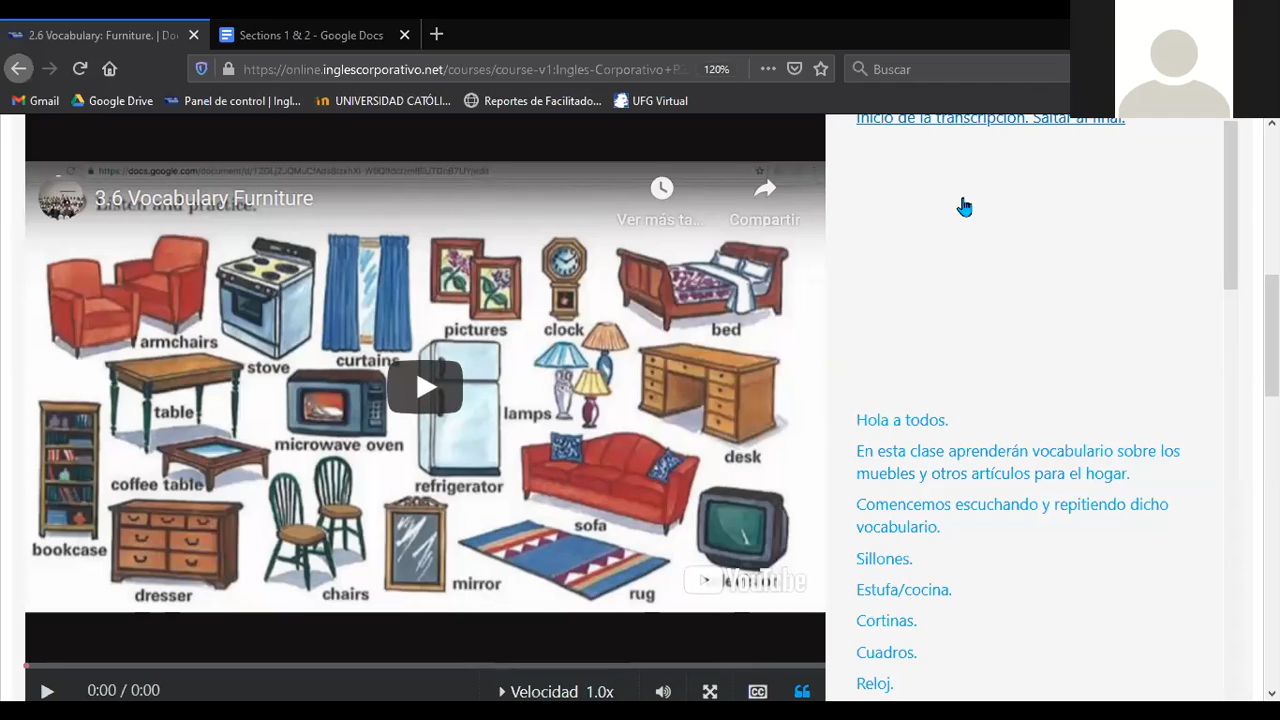 2.6 Vocabulary: Furniture. | Do
Sections 1 & 2 - Google Docs
https://online.inglescorporativo.net/courses/course-v1:Ingles-Corporativo+B
120%
Buscar
Gmail
Google Drive
Panel de control | Ingl...
UNIVERSIDAD CATÓLI...
Reportes de Facilitado...
UFG Virtual
3.6 Vocabulary Furniture
Listen and practice.
Ver más ta...
Compartir
armchairs
stove
curtains
pictures
clock
bed
table
microwave oven
refrigerator
lamps
desk
coffee table
bookcase
dresser
chairs
mirror
sofa
rug
YouTube
0:00 / 0:00
Velocidad 1.0x
CC
Inicio de la transcripción. Saltar al final.
Hola a todos.
En esta clase aprenderán vocabulario sobre los
muebles y otros artículos para el hogar.
Comencemos escuchando y repitiendo dicho
vocabulario.
Sillones.
Estufa/cocina.
Cortinas.
Cuadros.
Reloj.